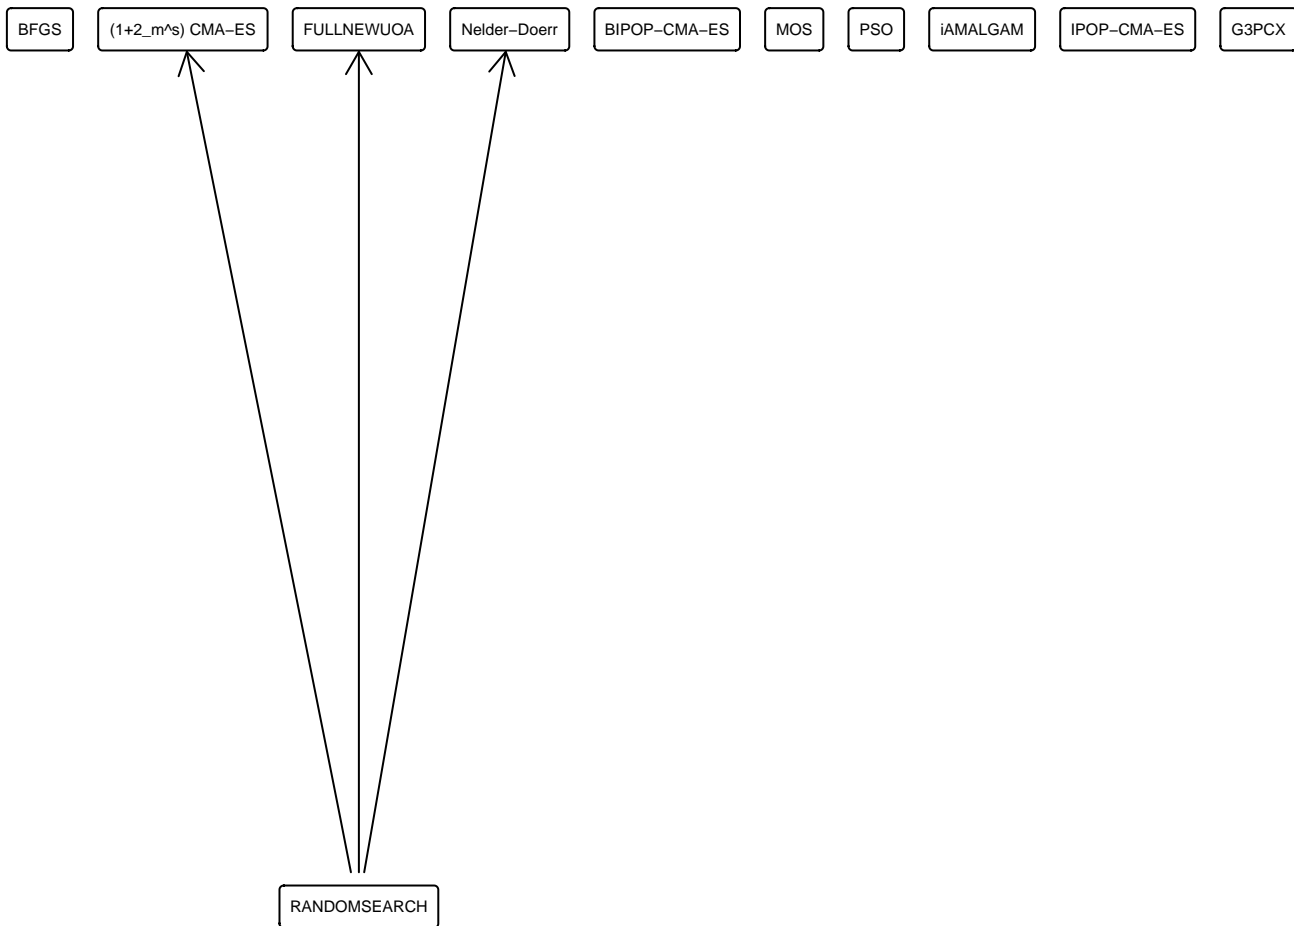 BFGS
(1+2_m^s) CMA−ES
FULLNEWUOA
Nelder−Doerr
BIPOP−CMA−ES
MOS
PSO
iAMALGAM
IPOP−CMA−ES
G3PCX
RANDOMSEARCH